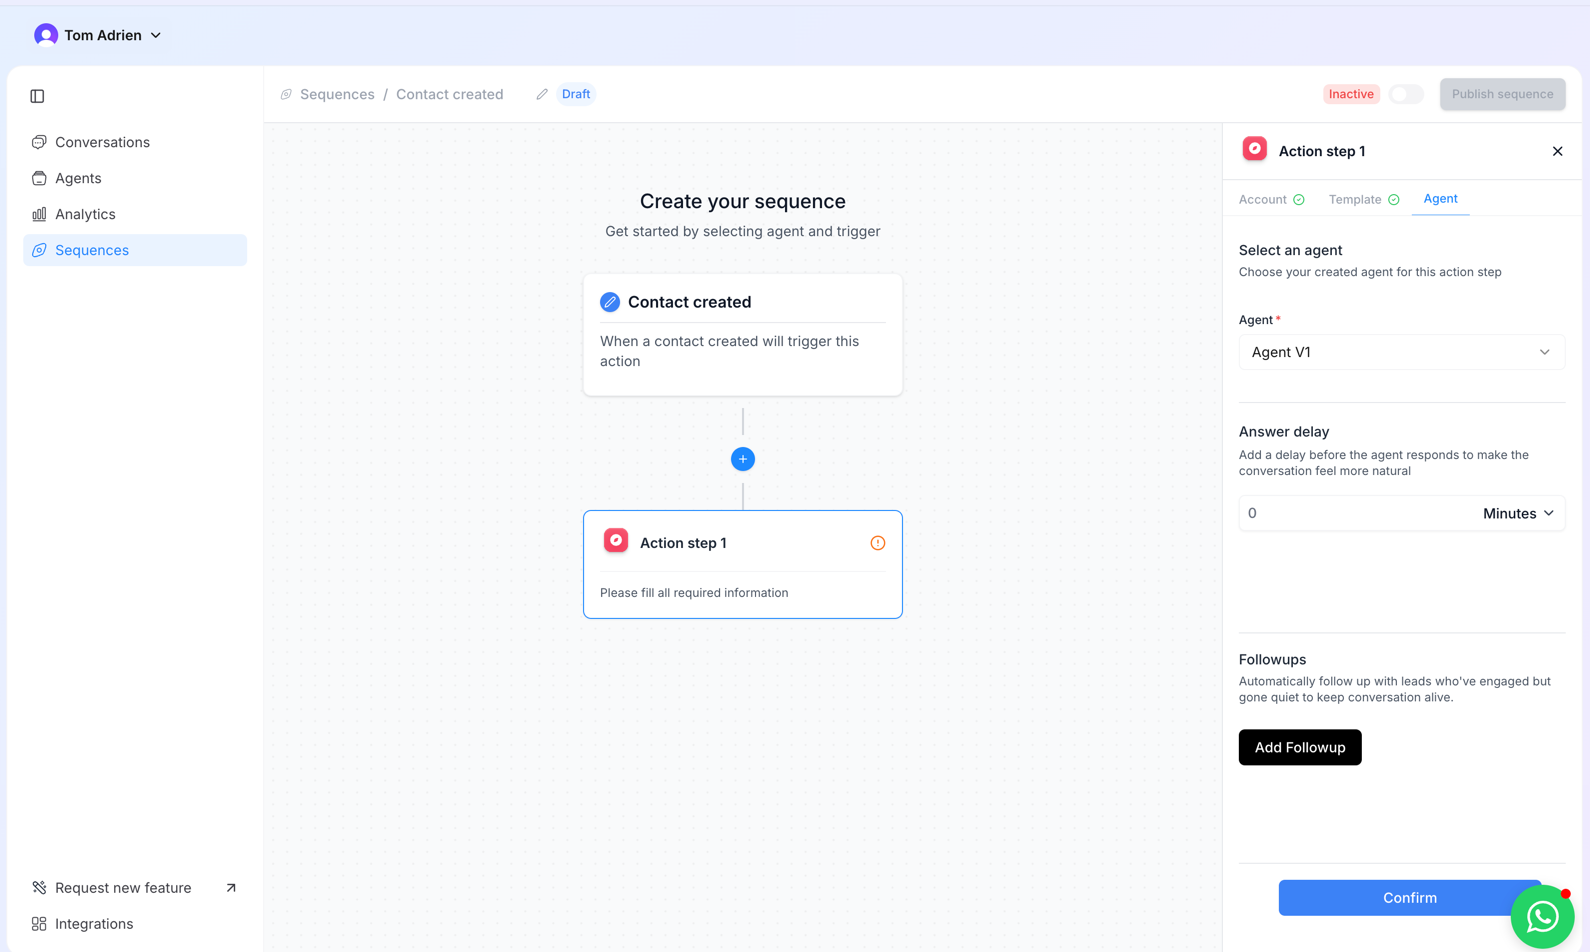 Tom Adrien
Conversations
Agents
Analytics
Sequences
Request new feature
Integrations
Sequences / Contact created
Draft
Inactive
Publish sequence
Create your sequence
Get started by selecting agent and trigger
Contact created
When a contact created will trigger this
action
Action step 1
Please fill all required information
Action step 1
Account
Template
Agent
Select an agent
Choose your created agent for this action step
Agent *
Agent V1
Answer delay
Add a delay before the agent responds to make the
conversation feel more natural
0
Minutes
Followups
Automatically follow up with leads who've engaged but
gone quiet to keep conversation alive.
Add Followup
Confirm